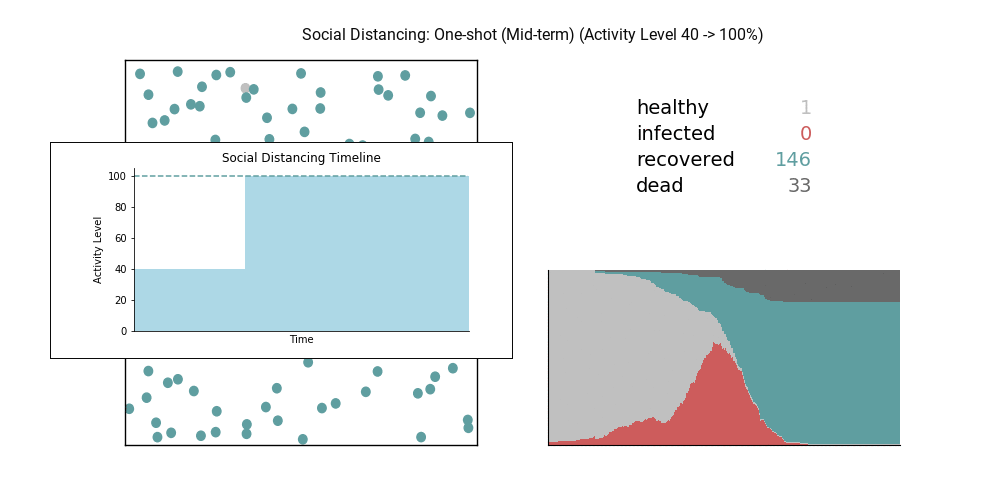 Social Distancing: One-shot (Mid-term) (Activity Level 40 -> 100%)
healthy 1
infected 0
recovered 146
dead 33
Social Distancing Timeline
100
80
60
40
20
0
Activity Level
Time